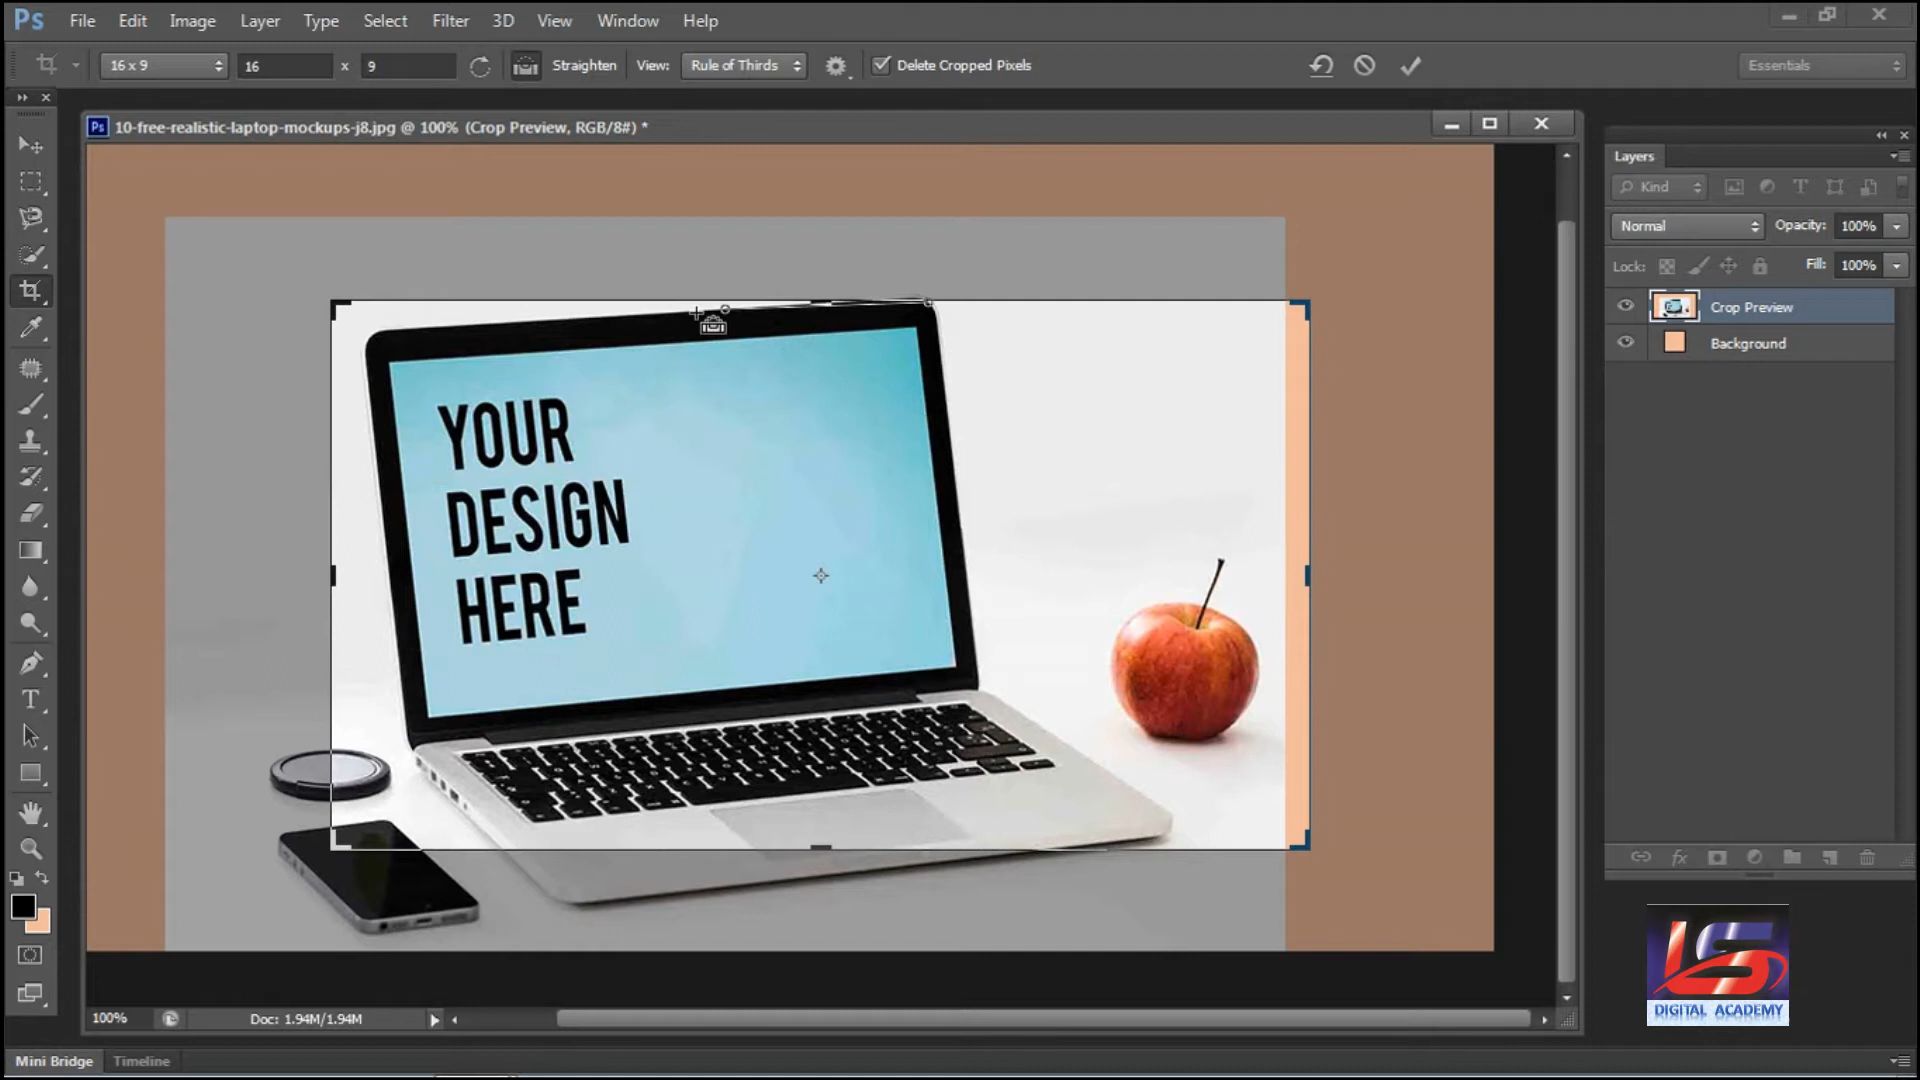 Ps File Edit Image Layer Type Select Filter 3D View Window Help
16 x 9 16 x 9 Straighten View: Rule of Thirds Delete Cropped Pixels Essentials
Ps 10-free-realistic-laptop-mockups-j8.jpg @ 100% (Crop Preview, RGB/8#) *
Layers
Kind
Normal Opacity: 100%
Lock: Fill: 100%
Crop Preview
Background
YOUR
DESIGN
HERE
T
LS
DIGITAL ACADEMY
100% Doc: 1.94M/1.94M
Mini Bridge Timeline